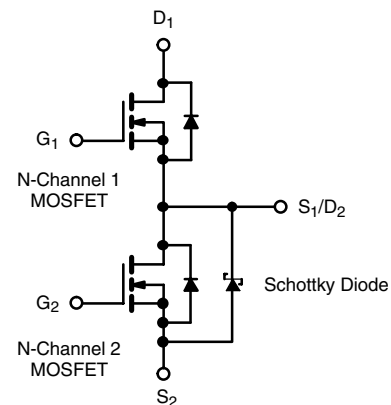 D1
G1
N-Channel 1
MOSFET
S1/D2
G2
Schottky Diode
N-Channel 2
MOSFET
S2